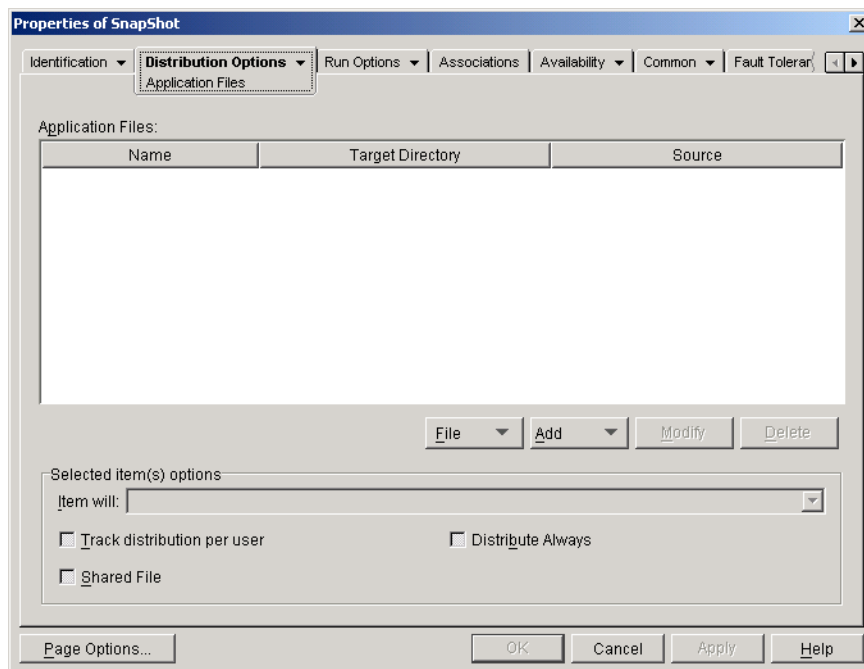 Properties of SnapShot
Identification Distribution Options Run Options Associations Availability Common Fault Toleran
Application Files
Application Files:
Name Target Directory Source
File Add Modify Delete
Selected item(s) options
Item will:
Track distribution per user Distribute Always
Shared File
Page Options... OK Cancel Apply Help